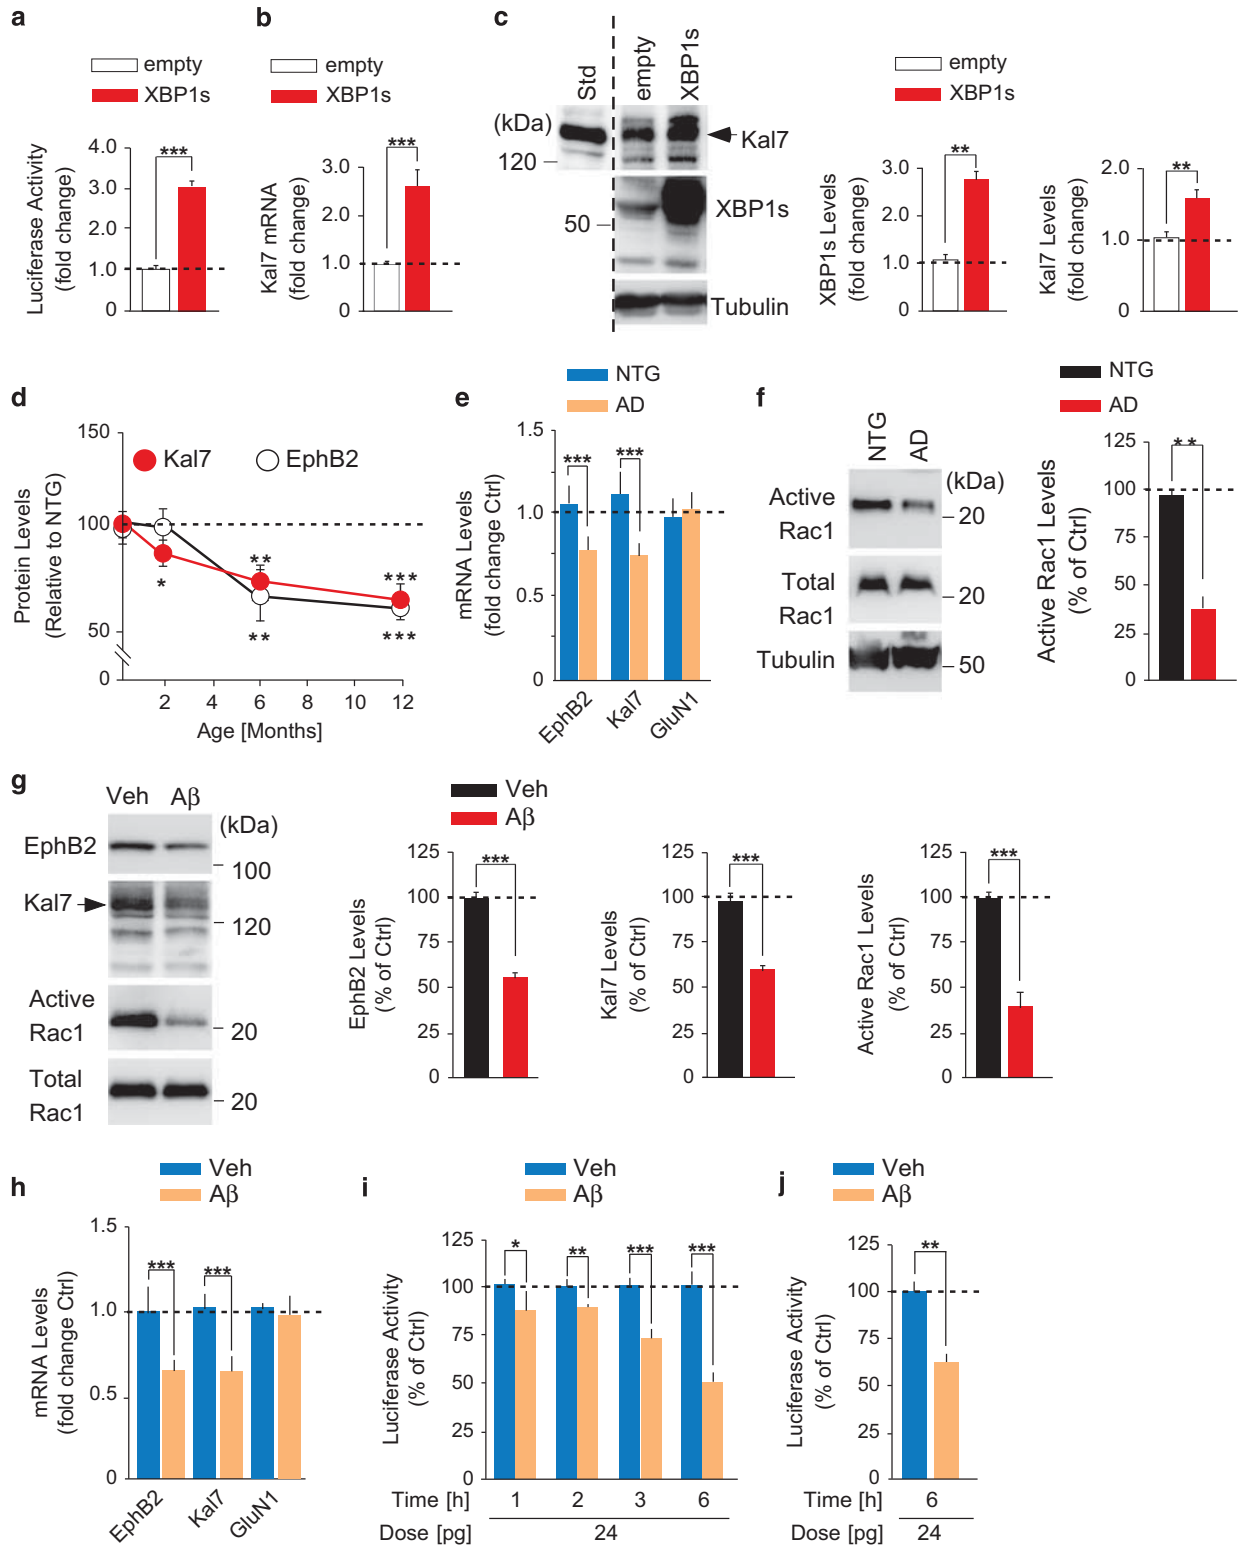 a
empty
XBP1s
Luciferase Activity
(fold change)
4.0
3.0
2.0
1.0
0
***
b
empty
XBP1s
Kal7 mRNA
(fold change)
3.0
2.0
1.0
0
***
c
Std
empty
XBP1s
(kDa)
120
50
Kal7
XBP1s
Tubulin
empty
XBP1s
XBP1s Levels
(fold change)
3.0
2.0
1.0
0
**
Kal7 Levels
(fold change)
2.0
1.0
0
**
d
Protein Levels
(Relative to NTG)
150
100
50
0
Kal7
EphB2
*
**
**
***
***
2
4
6
8
10
12
Age [Months]
e
NTG
AD
mRNA Levels
(fold change Ctrl)
1.5
1.0
0.5
0
***
***
EphB2
Kal7
GluN1
f
NTG
AD
(kDa)
Active
Rac1
20
Total
Rac1
20
Tubulin
50
NTG
AD
Active Rac1 Levels
(% of Ctrl)
125
100
75
50
25
0
**
g
Veh
Aβ
(kDa)
EphB2
100
Kal7
120
Active
Rac1
20
Total
Rac1
20
Veh
Aβ
EphB2 Levels
(% of Ctrl)
125
100
75
50
25
0
***
Kal7 Levels
(% of Ctrl)
125
100
75
50
25
0
***
Active Rac1 Levels
(% of Ctrl)
125
100
75
50
25
0
***
h
Veh
Aβ
mRNA Levels
(fold change Ctrl)
1.5
1.0
0.5
0
***
***
EphB2
Kal7
GluN1
i
Veh
Aβ
Luciferase Activity
(% of Ctrl)
125
100
75
50
25
0
*
**
***
***
Time [h]
1
2
3
6
Dose [pg]
24
j
Veh
Aβ
Luciferase Activity
(% of Ctrl)
125
100
75
50
25
0
**
Time [h]
6
Dose [pg]
24